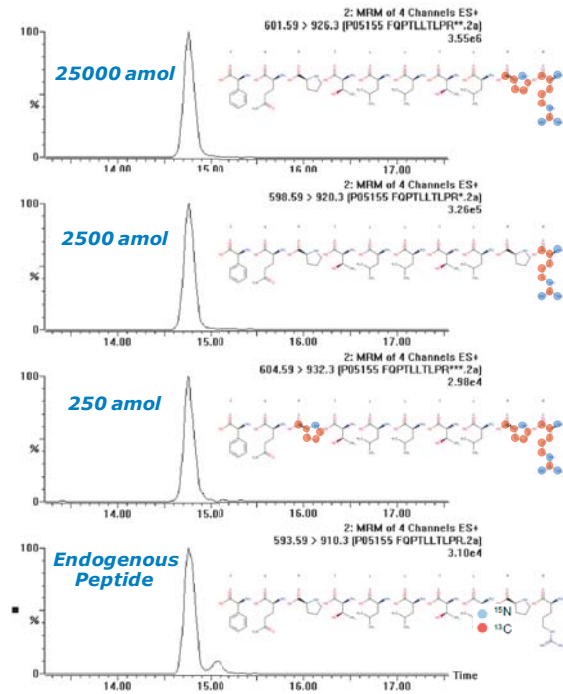 2: MRM of 4 Channels ES+
601.59 > 926.3 (P05155 FQPTLLTLPR**.2a)
3.55e6
100
25000 amol
%
0
14.00 15.00 16.00 17.00
2: MRM of 4 Channels ES+
598.59 > 920.3 (P05155 FQPTLLTLPR*.2a)
3.26e5
100
2500 amol
%
0
14.00 15.00 16.00 17.00
2: MRM of 4 Channels ES+
604.59 > 932.3 (P05155 FQPTLLTLPR***.2a)
2.98e4
100
250 amol
%
0
14.00 15.00 16.00 17.00
2: MRM of 4 Channels ES+
593.59 > 910.3 (P05155 FQPTLLTLPR.2a)
3.10e4
100
Endogenous
Peptide
%
15N
13C
0
Time
14.00 15.00 16.00 17.00